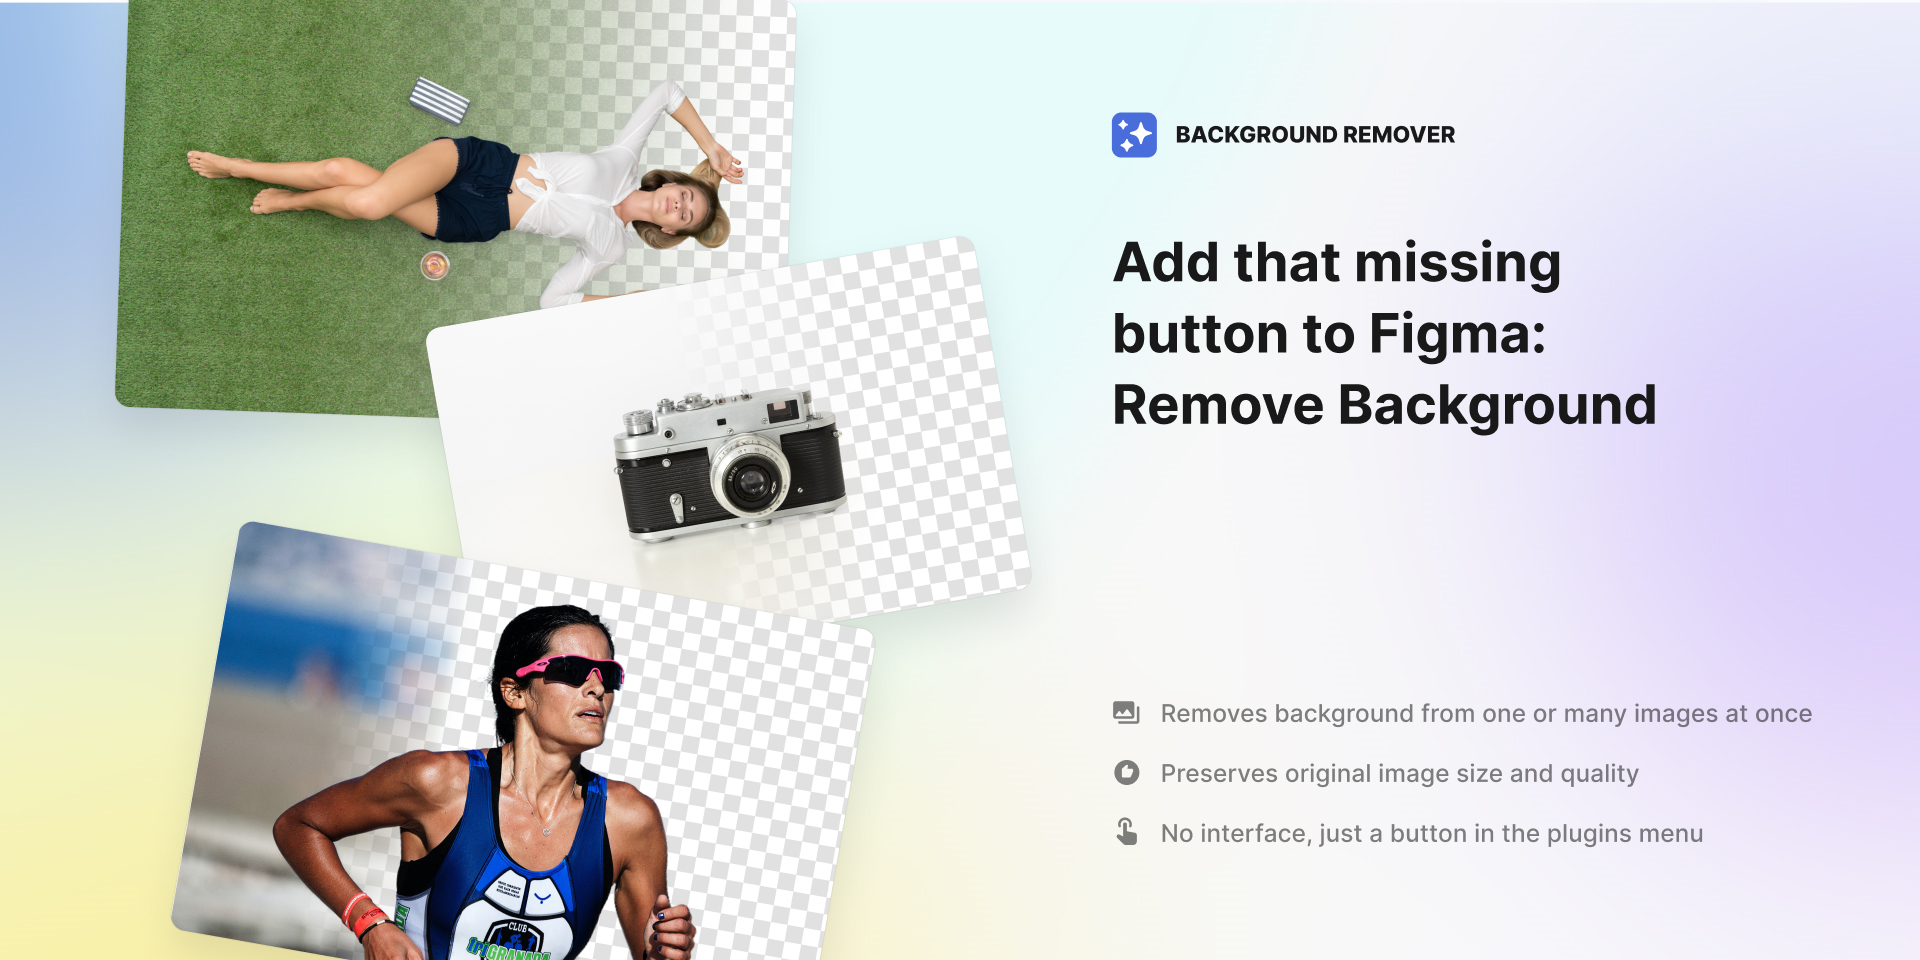 BACKGROUND REMOVER
Add that missing
button to Figma:
Remove Background
Removes background from one or many images at once
Preserves original image size and quality
No interface, just a button in the plugins menu
CLUB
triGRANADA